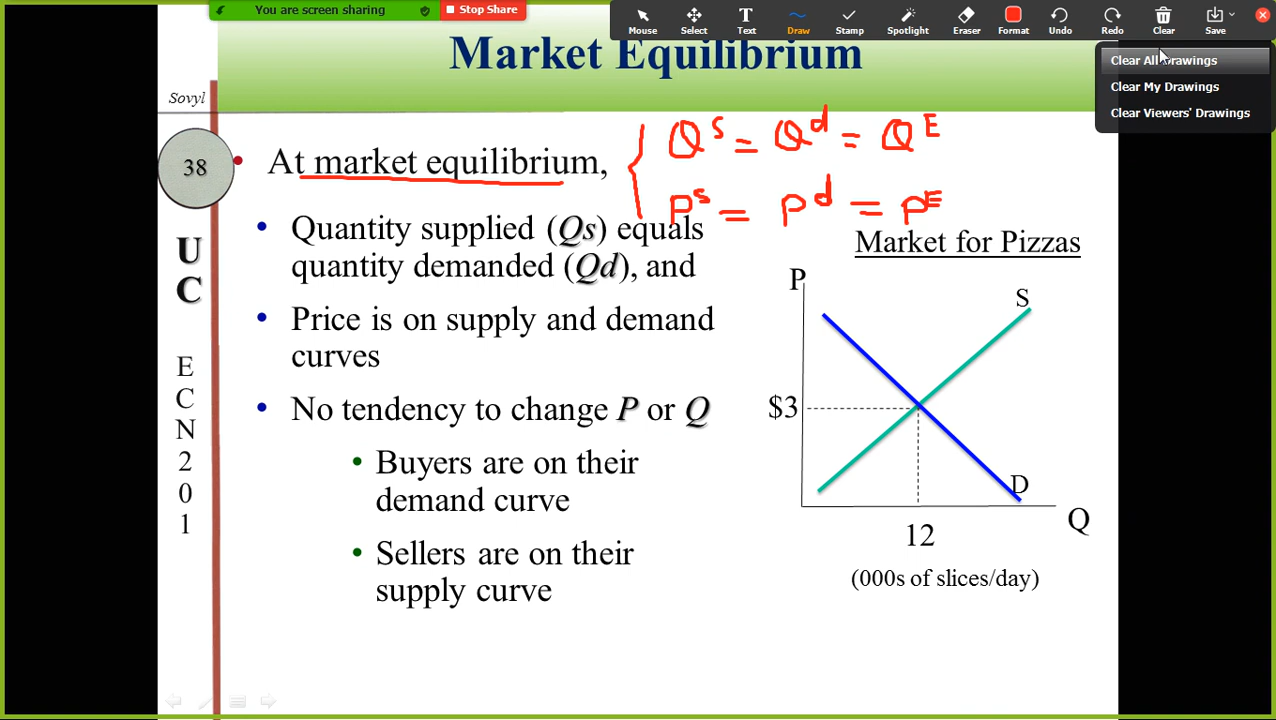 You are screen sharing
Stop Share
Mouse
Select
Text
Draw
Stamp
Spotlight
Eraser
Format
Undo
Redo
Clear
Save
Clear All Drawings
Clear My Drawings
Clear Viewers' Drawings
Market Equilibrium
Sovyl
38
U
C
E
C
N
2
0
1
• At market equilibrium,
Q^s = Q^d = Q^E
P^s = P^d = P^E
• Quantity supplied (Qs) equals
quantity demanded (Qd), and
• Price is on supply and demand
curves
• No tendency to change P or Q
• Buyers are on their
demand curve
• Sellers are on their
supply curve
Market for Pizzas
P
S
$3
D
Q
12
(000s of slices/day)